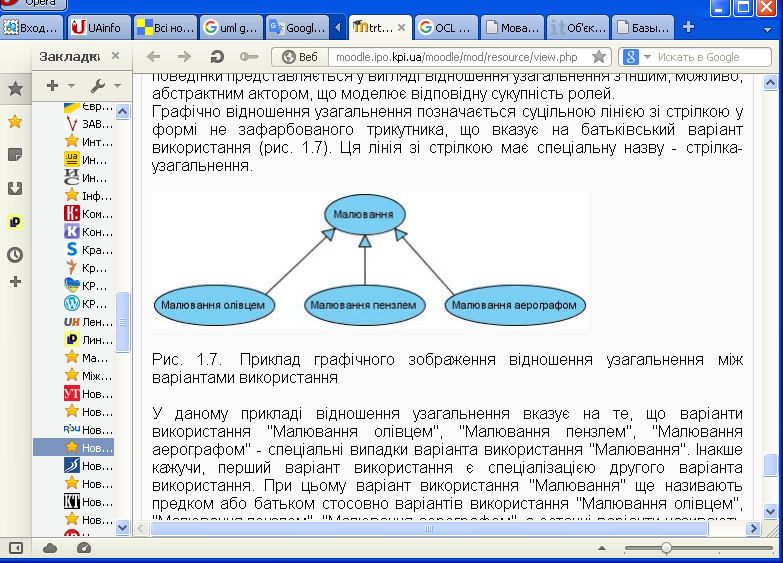 Opera
Вход...
UAinfo
Всі но...
uml g...
Googl...
trt...
OCL ...
Мова...
Об'єк...
Базы...
Закладки
Веб
moodle.ipo.kpi.ua/moodle/mod/resource/view.php
Искать в Google
Євр...
ЗАВ...
Инт...
Ин...
Ин...
Інф...
Ком...
Кон...
Кра...
Кр...
КР...
КР...
Лен...
Лин...
Ма...
Між...
Нов...
Нов...
Нов...
Нов...
Нов...
Нов...
Нов...
Нов...
поведінки представляється у вигляді відношення узагальнення з іншим, можливо,
абстрактним актором, що моделює відповідну сукупність ролей.
Графічно відношення узагальнення позначається суцільною лінією зі стрілкою у
формі не зафарбованого трикутника, що вказує на батьківський варіант
використання (рис. 1.7). Ця лінія зі стрілкою має спеціальну назву - стрілка-
узагальнення.
Малювання
Малювання олівцем
Малювання пензлем
Малювання аерографом
Рис. 1.7. Приклад графічного зображення відношення узагальнення між
варіантами використання
У даному прикладі відношення узагальнення вказує на те, що варіанти
використання "Малювання олівцем", "Малювання пензлем", "Малювання
аерографом" - спеціальні випадки варіанта використання "Малювання". Інакше
кажучи, перший варіант використання є спеціалізацією другого варіанта
використання. При цьому варіант використання "Малювання" ще називають
предком або батьком стосовно варіантів використання "Малювання олівцем",
"Малювання пензлем", "Малювання аерографом", а останні варіанти називають